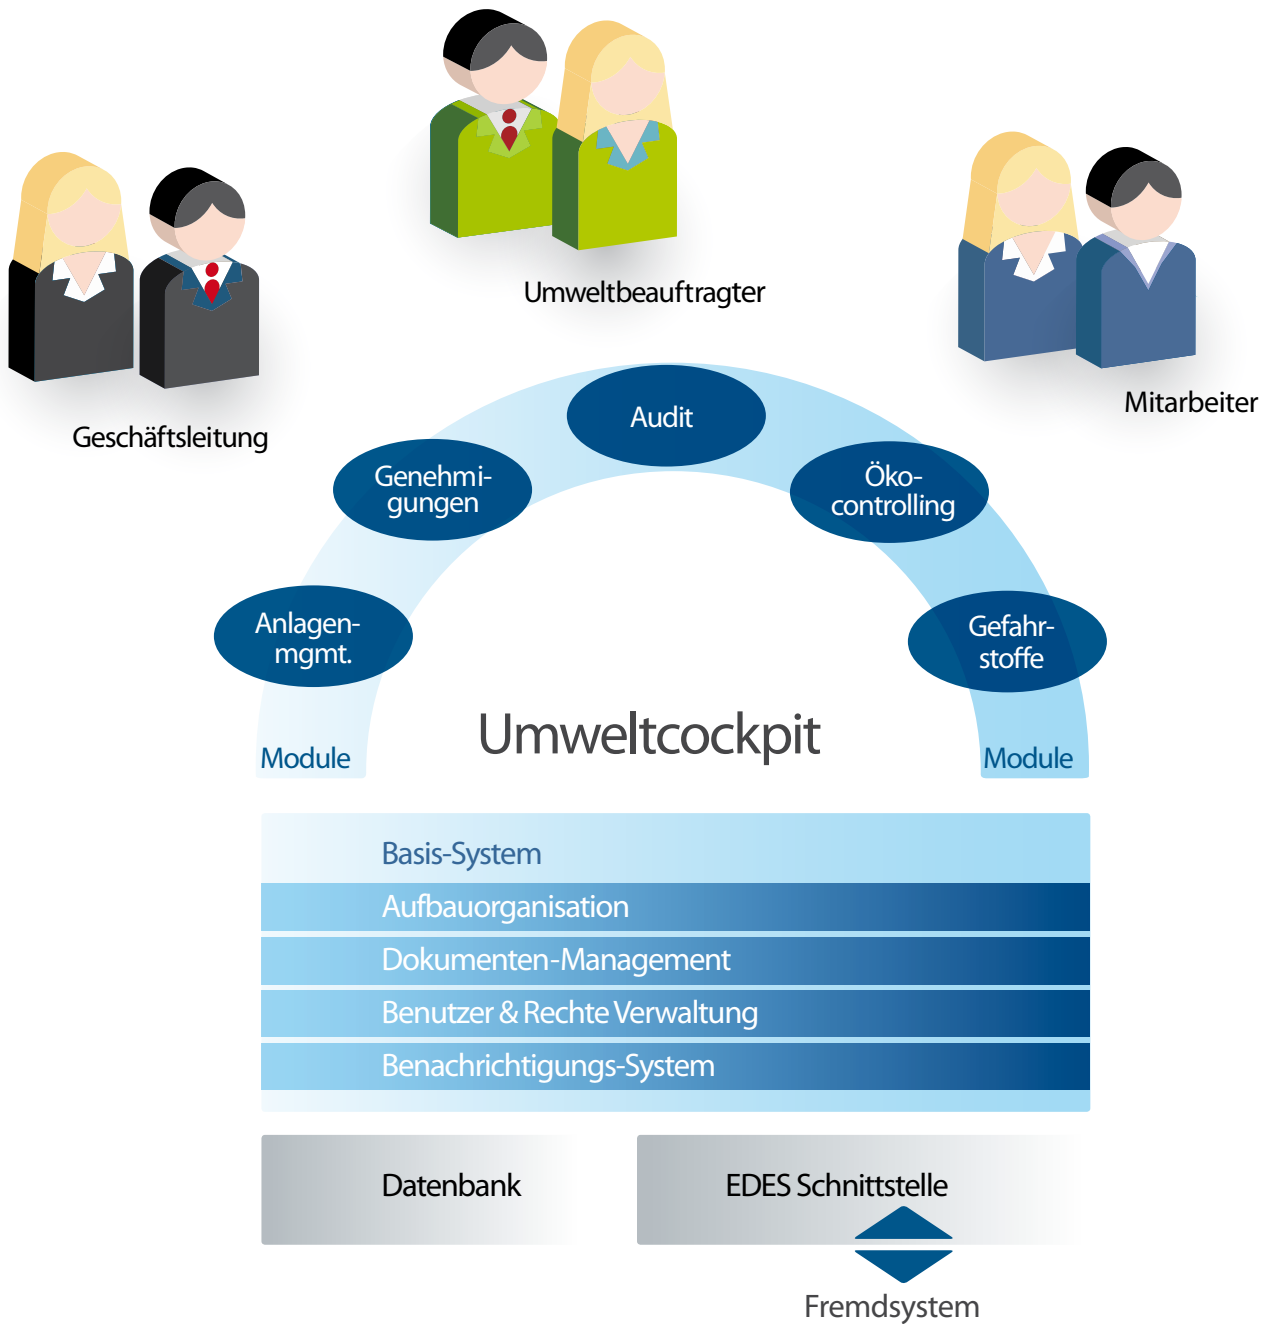 Umweltbeauftragter
Geschäftsleitung
Mitarbeiter
Audit
Genehmi-
gungen
Öko-
controlling
Anlagen-
mgmt.
Gefahr-
stoffe
Umweltcockpit
Module
Module
Basis-System
Aufbauorganisation
Dokumenten-Management
Benutzer & Rechte Verwaltung
Benachrichtigungs-System
Datenbank
EDES Schnittstelle
Fremdsystem